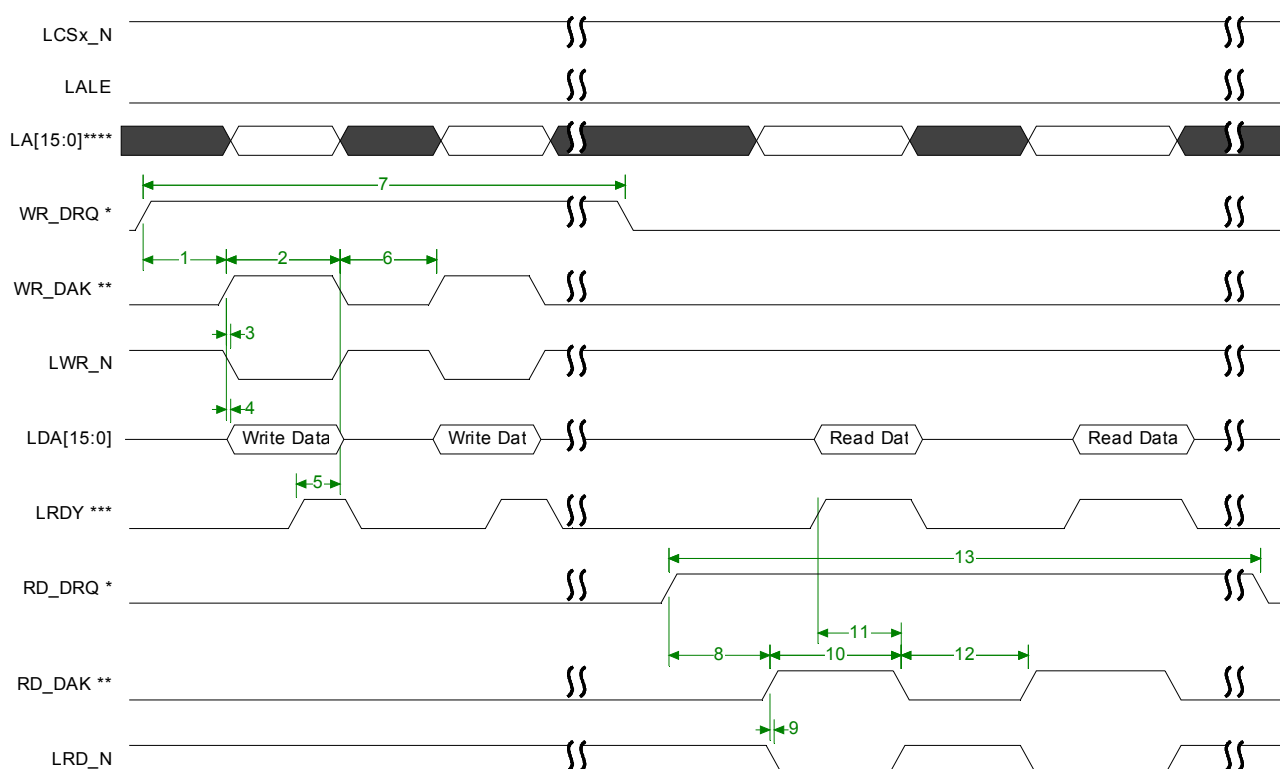 LCSx_N
LALE
LA[15:0]****
7
WR_DRQ *
1 2 6
WR_DAK **
3
LWR_N
4
LDA[15:0] Write Data Write Dat Read Dat Read Data
5
LRDY ***
13
RD_DRQ *
11
8 10 12
RD_DAK **
9
LRD_N